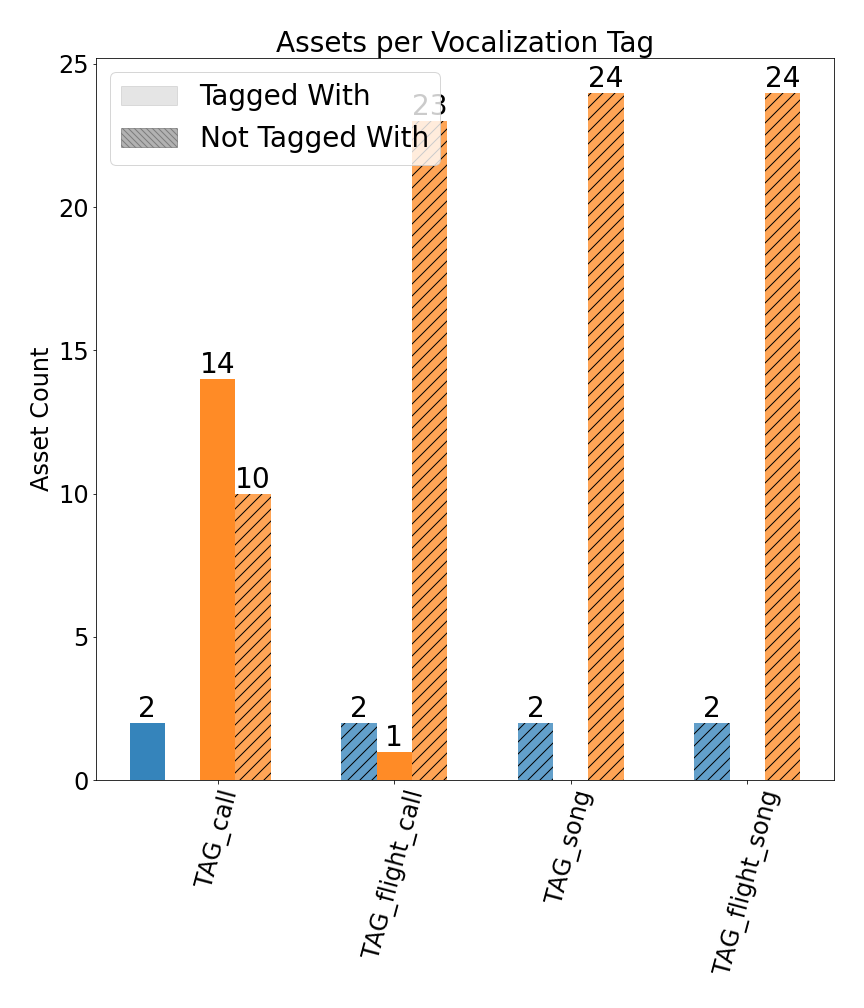 Assets per Vocalization Tag
Tagged With
Not Tagged With
25
20
15
10
5
0
Asset Count
2
14
10
2
1
23
2
24
2
24
TAG_call
TAG_flight_call
TAG_song
TAG_flight_song